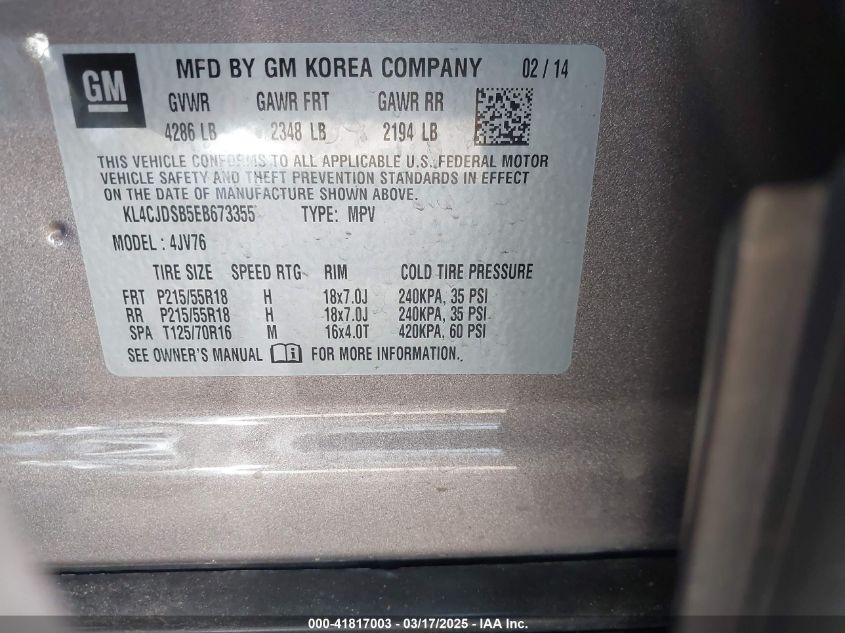 GM MFD BY GM KOREA COMPANY 02 / 14
GVWR GAWR FRT GAWR RR
4286 LB 2348 LB 2194 LB
THIS VEHICLE CONFORMS TO ALL APPLICABLE U.S. FEDERAL MOTOR
VEHICLE SAFETY AND THEFT PREVENTION STANDARDS IN EFFECT
ON THE DATE OF MANUFACTURE SHOWN ABOVE.
KL4CJDSB5EB673355 TYPE: MPV
MODEL : 4JV76
TIRE SIZE SPEED RTG RIM COLD TIRE PRESSURE
FRT P215/55R18 H 18x7.0J 240KPA, 35 PSI
RR P215/55R18 H 18x7.0J 240KPA, 35 PSI
SPA T125/70R16 M 16x4.0T 420KPA, 60 PSI
SEE OWNER'S MANUAL FOR MORE INFORMATION.
000-41817003 - 03/17/2025 - IAA Inc.